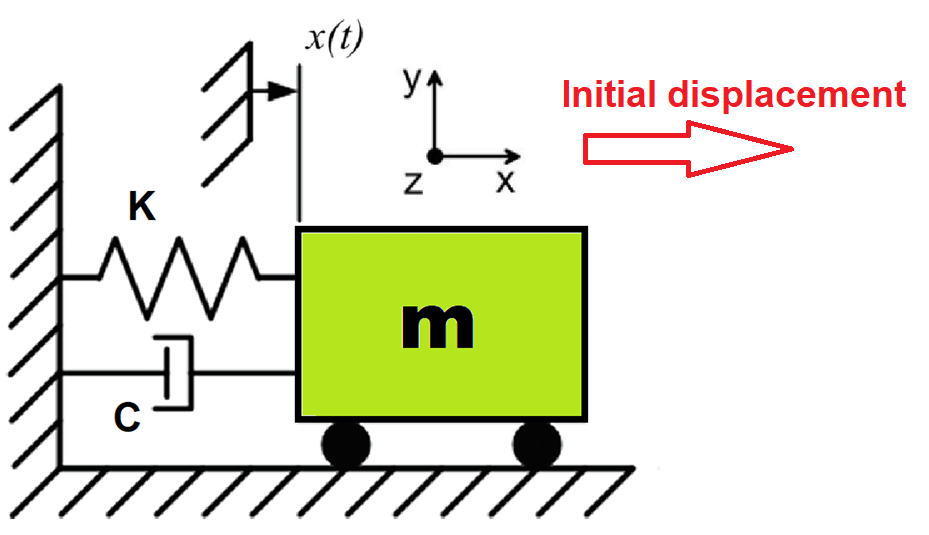 x(t)
y
Initial displacement
z
x
K
m
C